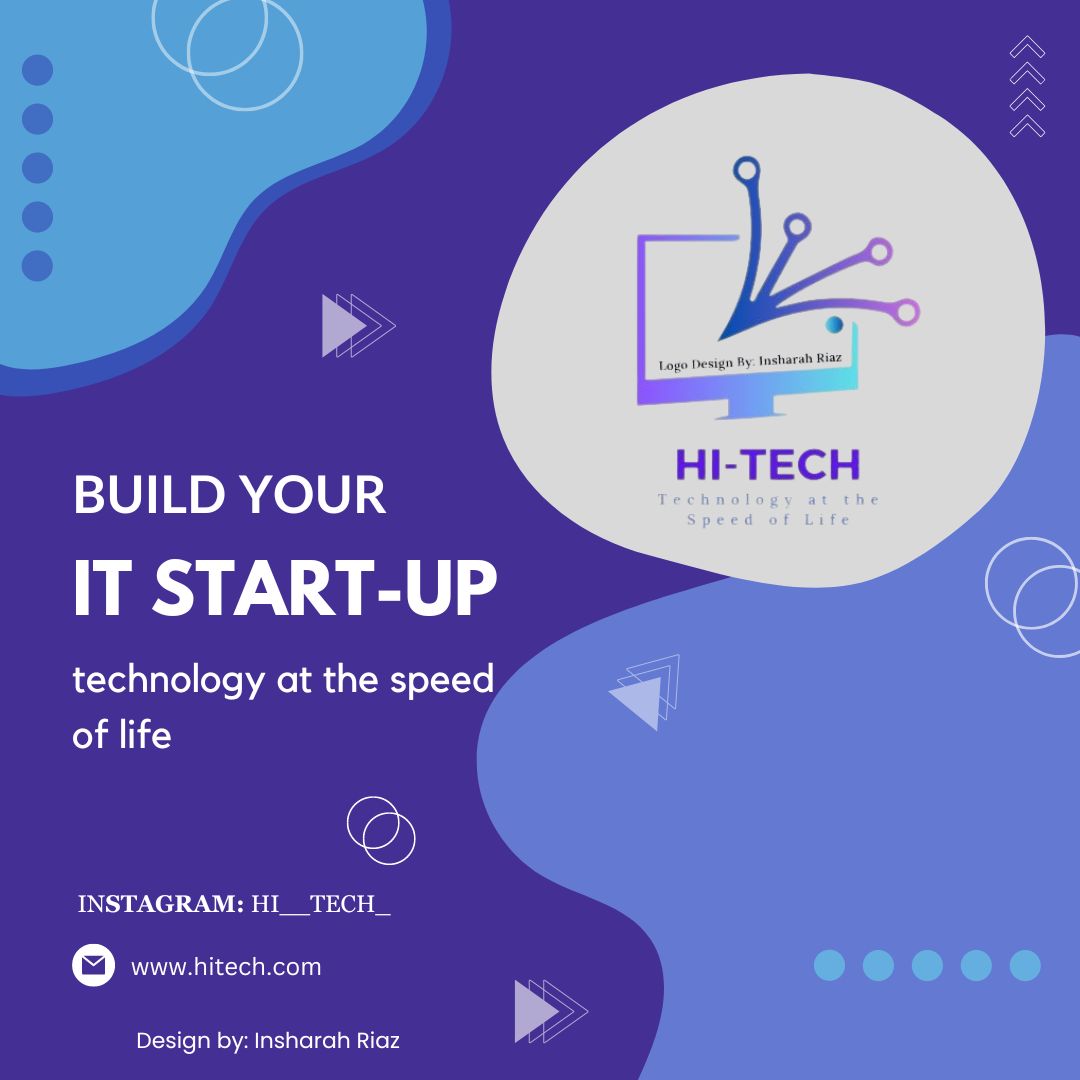 Logo Design By: Insharah Riaz
HI-TECH
Technology at the
Speed of Life
BUILD YOUR
IT START-UP
technology at the speed
of life
INSTAGRAM: HI__TECH_
www.hitech.com
Design by: Insharah Riaz